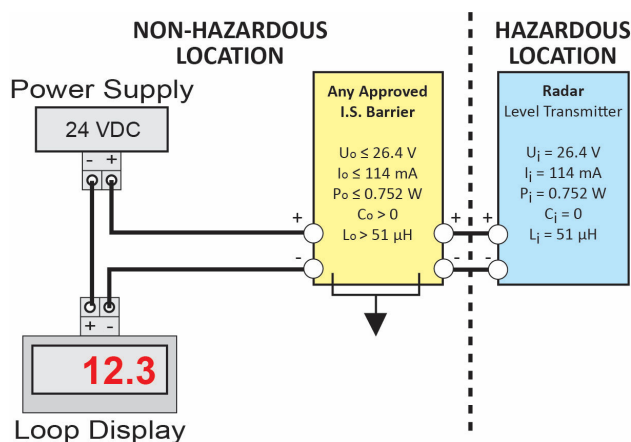 NON-HAZARDOUS
LOCATION
HAZARDOUS
LOCATION
Power Supply
24 VDC
- +
Any Approved
I.S. Barrier
Uo ≤ 26.4 V
Io ≤ 114 mA
Po ≤ 0.752 W
Co > 0
Lo > 51 µH
Radar
Level Transmitter
Ui = 26.4 V
Ii = 114 mA
Pi = 0.752 W
Ci = 0
Li = 51 µH
+ + +
- - -
+ -
12.3
Loop Display